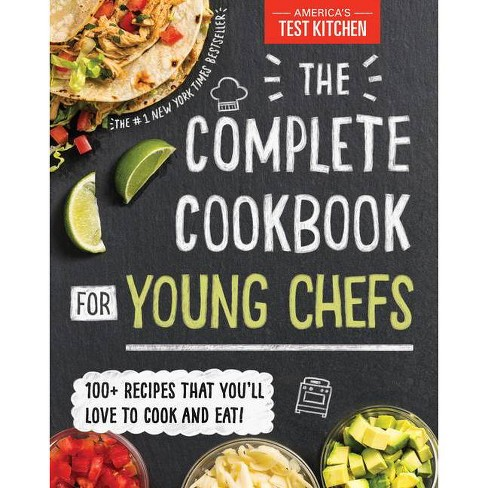 AMERICA'S
TEST KITCHEN
THE #1 NEW YORK TIMES BESTSELLER
THE
COMPLETE
COOKBOOK
FOR YOUNG CHEFS
100+ RECIPES THAT YOU'LL
LOVE TO COOK AND EAT!